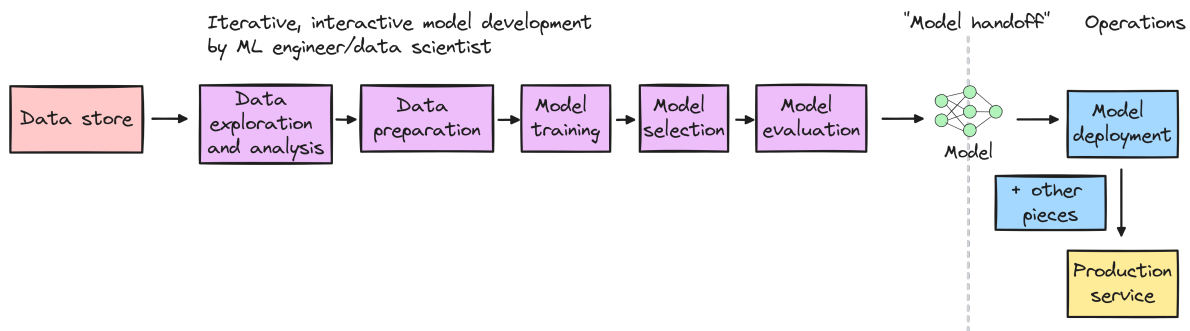 Iterative, interactive model development
by ML engineer/data scientist
"Model handoff"
Operations
Data store
Data
exploration
and analysis
Data
preparation
Model
training
Model
selection
Model
evaluation
Model
Model
deployment
+ other
pieces
Production
service